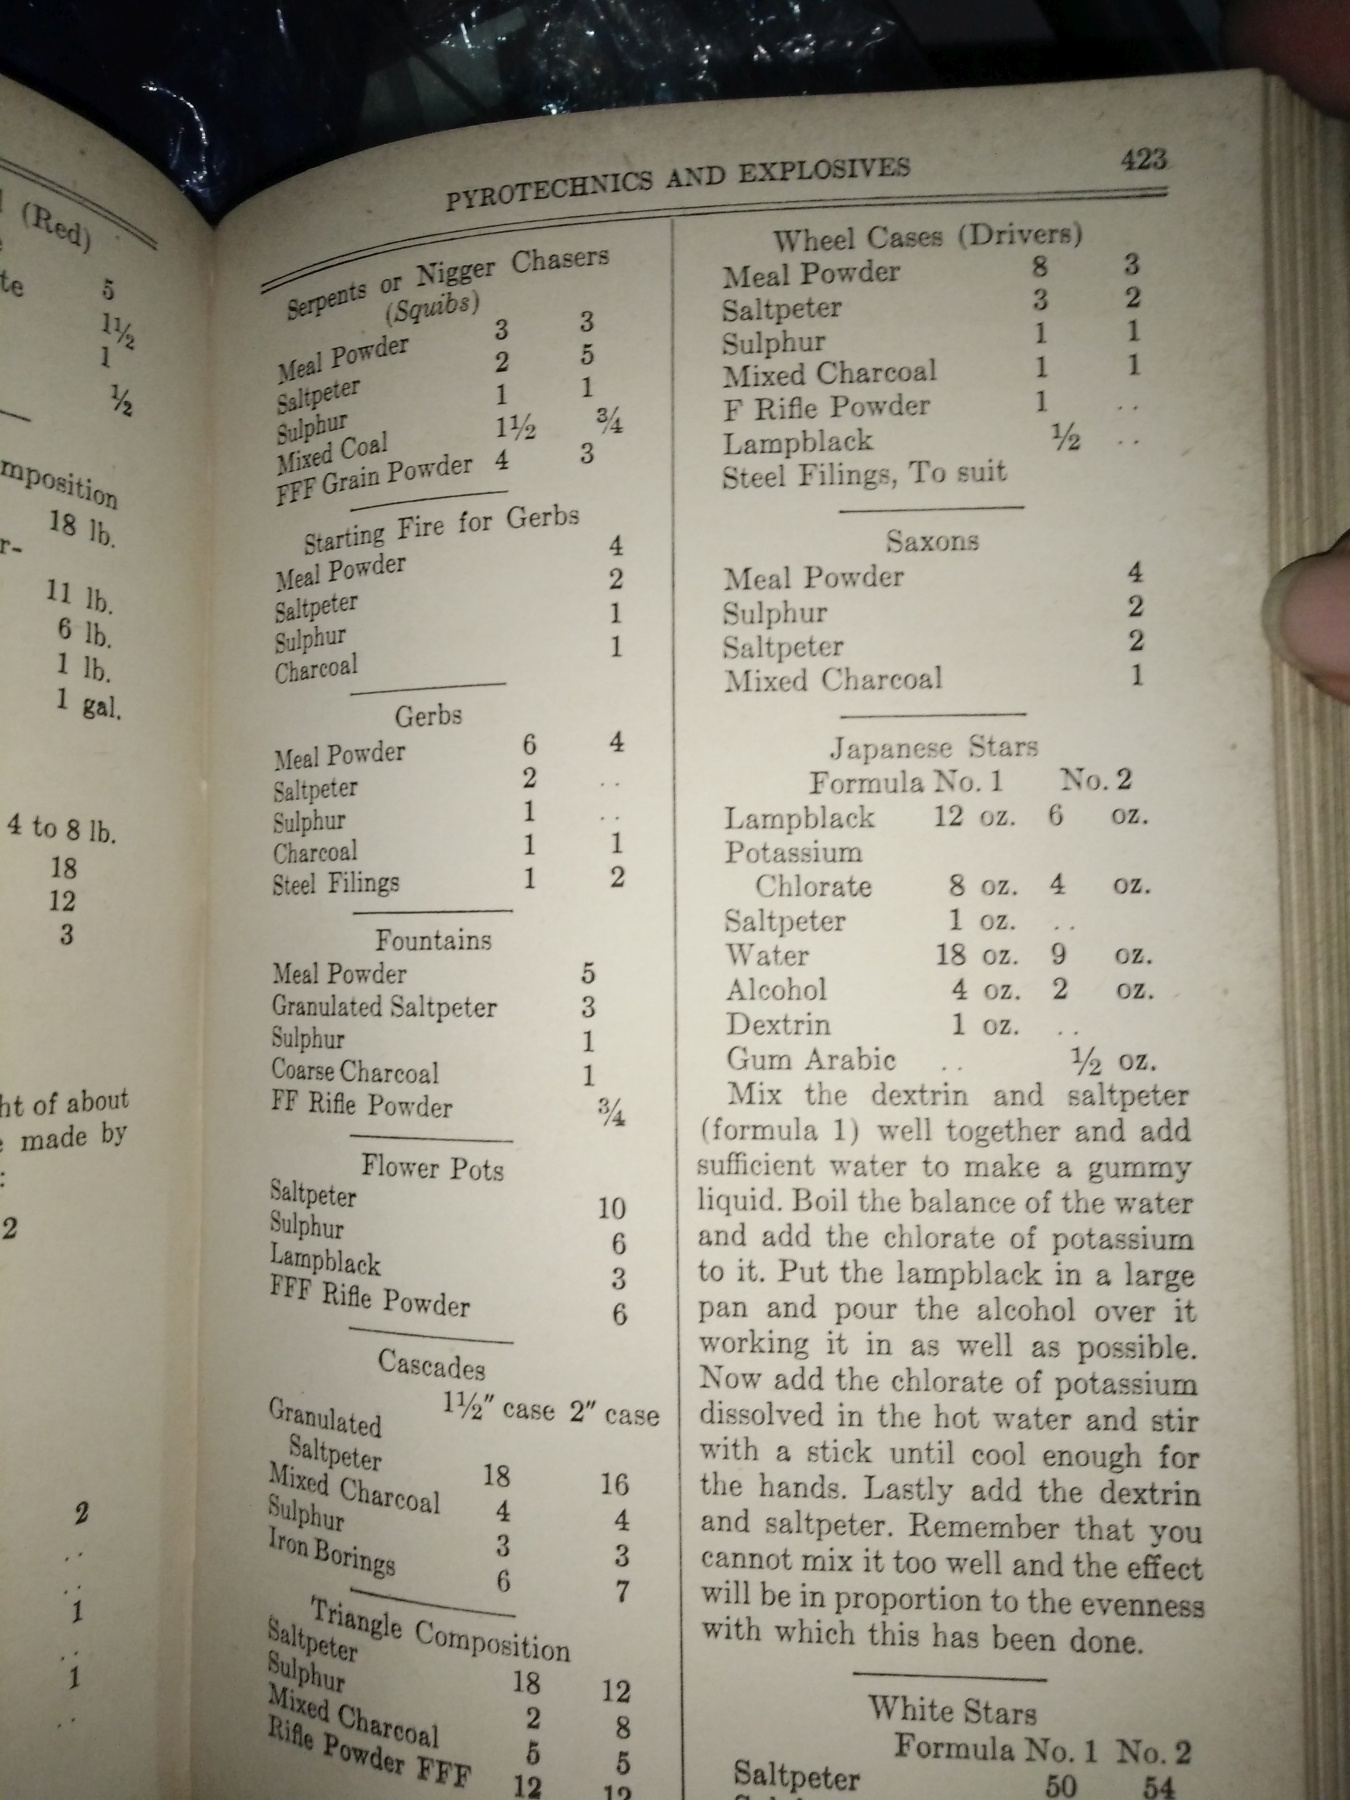 PYROTECHNICS AND EXPLOSIVES 423
Serpents or Nigger Chasers
(Squibs)
Meal Powder 3 3
Saltpeter 2 5
Sulphur 1 1
Mixed Coal 1½ ¾
FFF Grain Powder 4 3
Starting Fire for Gerbs
Meal Powder 4
Saltpeter 2
Sulphur 1
Charcoal 1
Gerbs
Meal Powder 6 4
Saltpeter 2 ..
Sulphur 1 ..
Charcoal 1 1
Steel Filings 1 2
Fountains
Meal Powder 5
Granulated Saltpeter 3
Sulphur 1
Coarse Charcoal 1
FF Rifle Powder ¾
Flower Pots
Saltpeter 10
Sulphur 6
Lampblack 3
FFF Rifle Powder 6
Cascades
1½″ case 2″ case
Granulated
Saltpeter 18 16
Mixed Charcoal 4 4
Sulphur 3 3
Iron Borings 6 7
Triangle Composition
Saltpeter 18 12
Sulphur 2 8
Mixed Charcoal 5 5
Rifle Powder FFF 12 12
Wheel Cases (Drivers)
Meal Powder 8 3
Saltpeter 3 2
Sulphur 1 1
Mixed Charcoal 1 1
F Rifle Powder 1 ..
Lampblack ½ ..
Steel Filings, To suit
Saxons
Meal Powder 4
Sulphur 2
Saltpeter 2
Mixed Charcoal 1
Japanese Stars
Formula No. 1 No. 2
Lampblack 12 oz. 6 oz.
Potassium
Chlorate 8 oz. 4 oz.
Saltpeter 1 oz. ..
Water 18 oz. 9 oz.
Alcohol 4 oz. 2 oz.
Dextrin 1 oz. ..
Gum Arabic .. ½ oz.
Mix the dextrin and saltpeter
(formula 1) well together and add
sufficient water to make a gummy
liquid. Boil the balance of the water
and add the chlorate of potassium
to it. Put the lampblack in a large
pan and pour the alcohol over it
working it in as well as possible.
Now add the chlorate of potassium
dissolved in the hot water and stir
with a stick until cool enough for
the hands. Lastly add the dextrin
and saltpeter. Remember that you
cannot mix it too well and the effect
will be in proportion to the evenness
with which this has been done.
White Stars
Formula No. 1 No. 2
Saltpeter 50 54
(Red)
5
1½
1
½
18 lb.
11 lb.
6 lb.
1 lb.
1 gal.
4 to 8 lb.
18
12
3
of about
made by
2
2
..
..
1
..
1
..